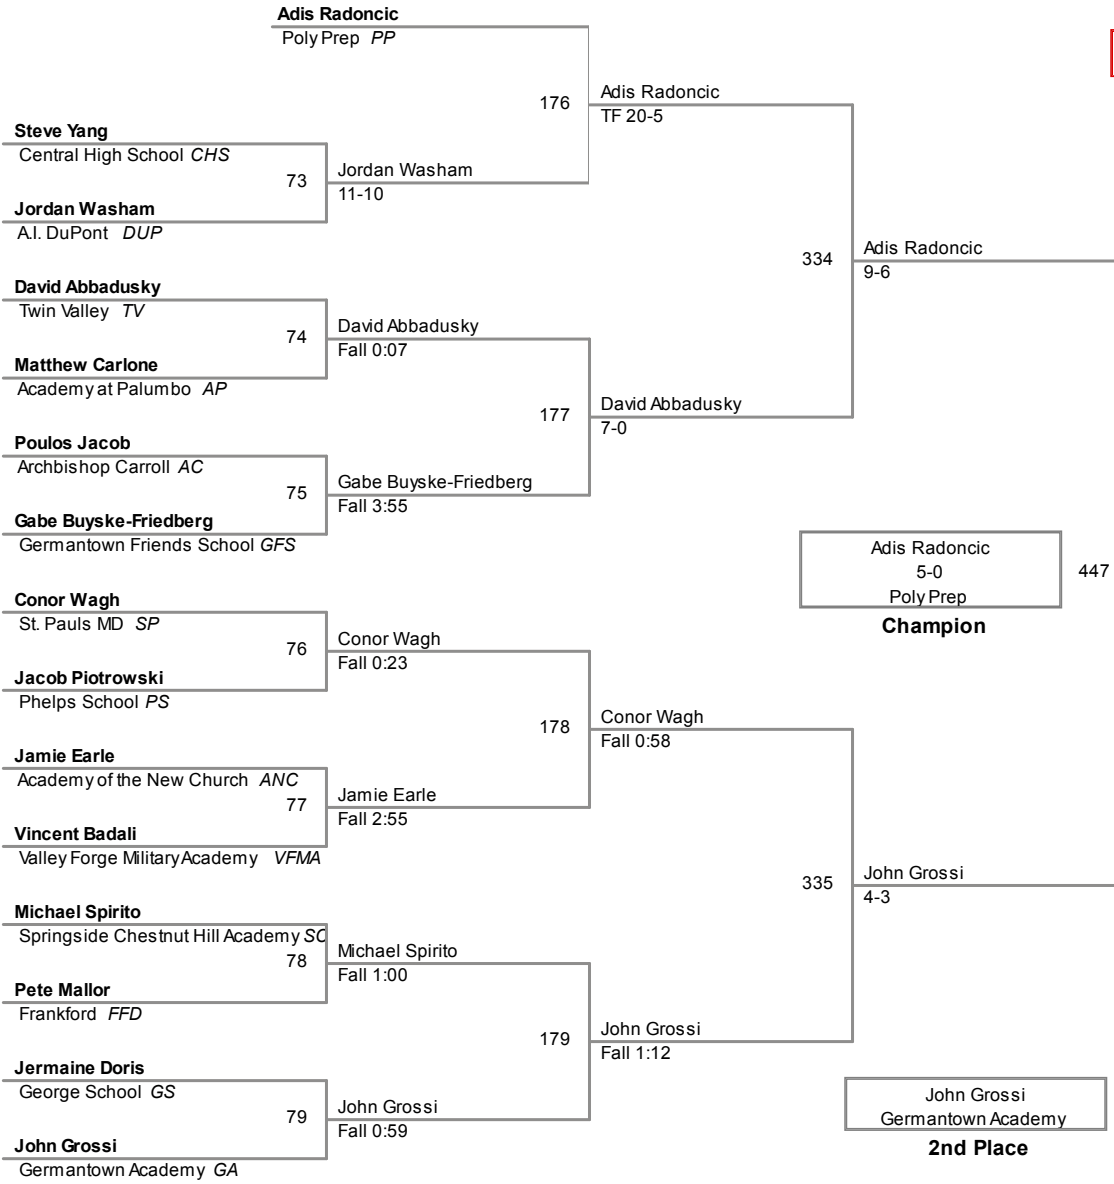 Adis Radoncic
Poly Prep PP
176
Adis Radoncic
TF 20-5
Steve Yang
Central High School CHS
73
Jordan Washam
11-10
Jordan Washam
A.I. DuPont DUP
334
Adis Radoncic
9-6
David Abbadusky
Twin Valley TV
74
David Abbadusky
Fall 0:07
Matthew Carlone
Academy at Palumbo AP
177
David Abbadusky
7-0
Poulos Jacob
Archbishop Carroll AC
75
Gabe Buyske-Friedberg
Fall 3:55
Gabe Buyske-Friedberg
Germantown Friends School GFS
Adis Radoncic
5-0
Poly Prep
447
Champion
Conor Wagh
St. Pauls MD SP
76
Conor Wagh
Fall 0:23
Jacob Piotrowski
Phelps School PS
178
Conor Wagh
Fall 0:58
Jamie Earle
Academy of the New Church ANC
77
Jamie Earle
Fall 2:55
Vincent Badali
Valley Forge Military Academy VFMA
335
John Grossi
4-3
Michael Spirito
Springside Chestnut Hill Academy SC
78
Michael Spirito
Fall 1:00
Pete Mallor
Frankford FFD
179
John Grossi
Fall 1:12
Jermaine Doris
George School GS
79
John Grossi
Fall 0:59
John Grossi
Germantown Academy GA
John Grossi
Germantown Academy
2nd Place